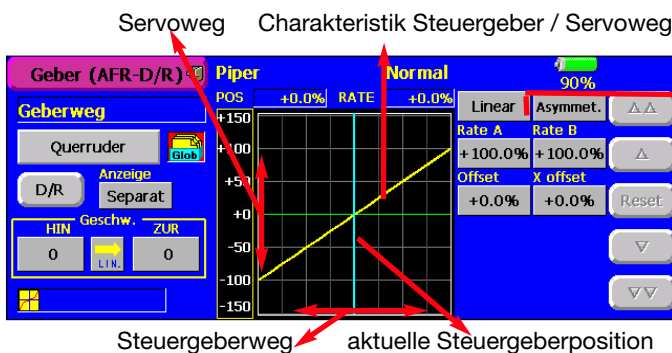 Servoweg Charakteristik Steuergeber / Servoweg
Geber (AFR-D/R) Piper Normal 90%
POS +0.0% RATE +0.0%
Geberweg
Linear Asymmet. △△
Rate A Rate B
Querruder Glob
+100.0% +100.0% △
Offset X offset
+0.0% +0.0% Reset
Anzeige
D/R Separat
Geschw.
HIN ZUR
0 LIN. 0
▽
▽▽
+150
+100
+50
+0
-50
-100
-150
Steuergeberweg aktuelle Steuergeberposition